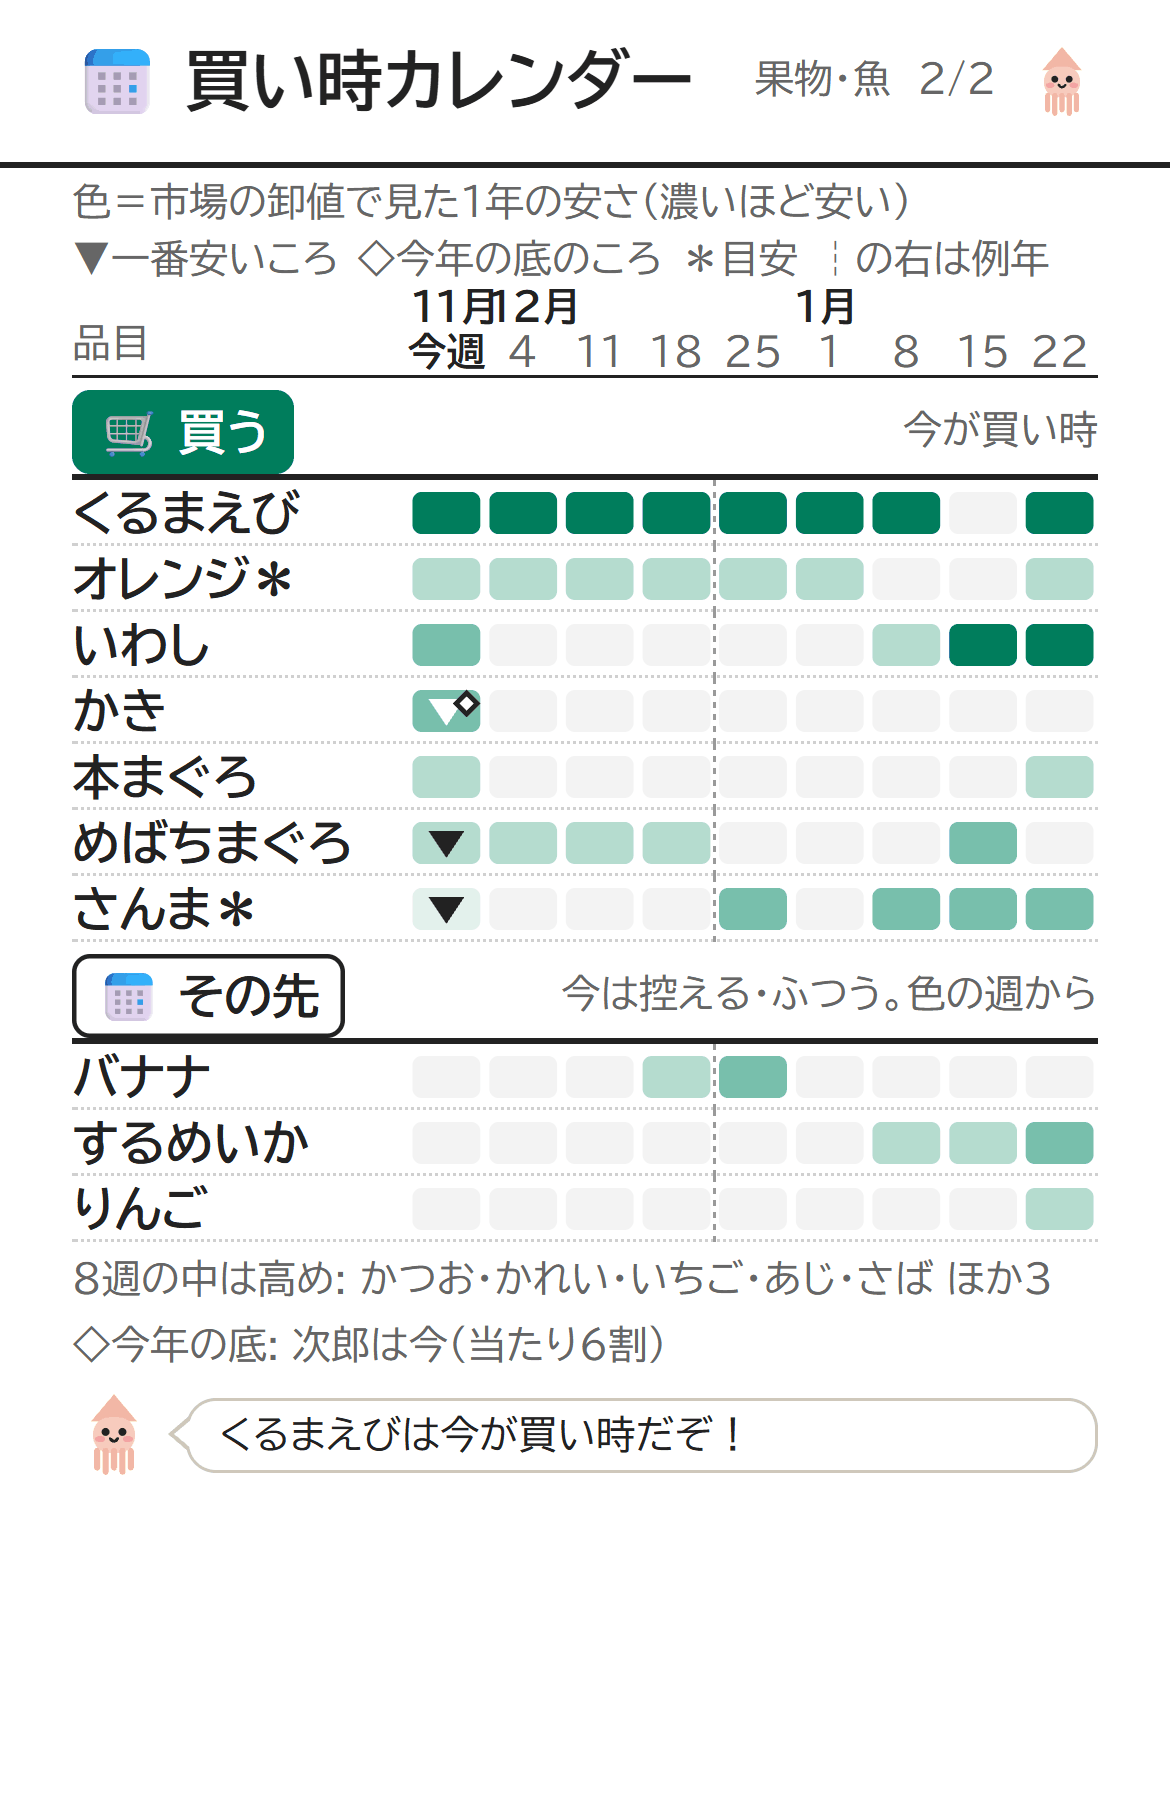 買い時カレンダー 果物・魚 2/2
色＝市場の卸値で見た1年の安さ（濃いほど安い）
▼一番安いころ ◇今年の底のころ ＊目安 ┆の右は例年
11月 12月 1月
品目 今週 4 11 18 25 1 8 15 22
買う 今が買い時
くるまえび
オレンジ＊
いわし
かき
本まぐろ
めばちまぐろ
さんま＊
その先 今は控える・ふつう。色の週から
バナナ
するめいか
りんご
8週の中は高め: かつお・かれい・いちご・あじ・さば ほか3
◇今年の底: 次郎は今（当たり6割）
くるまえびは今が買い時だぞ！